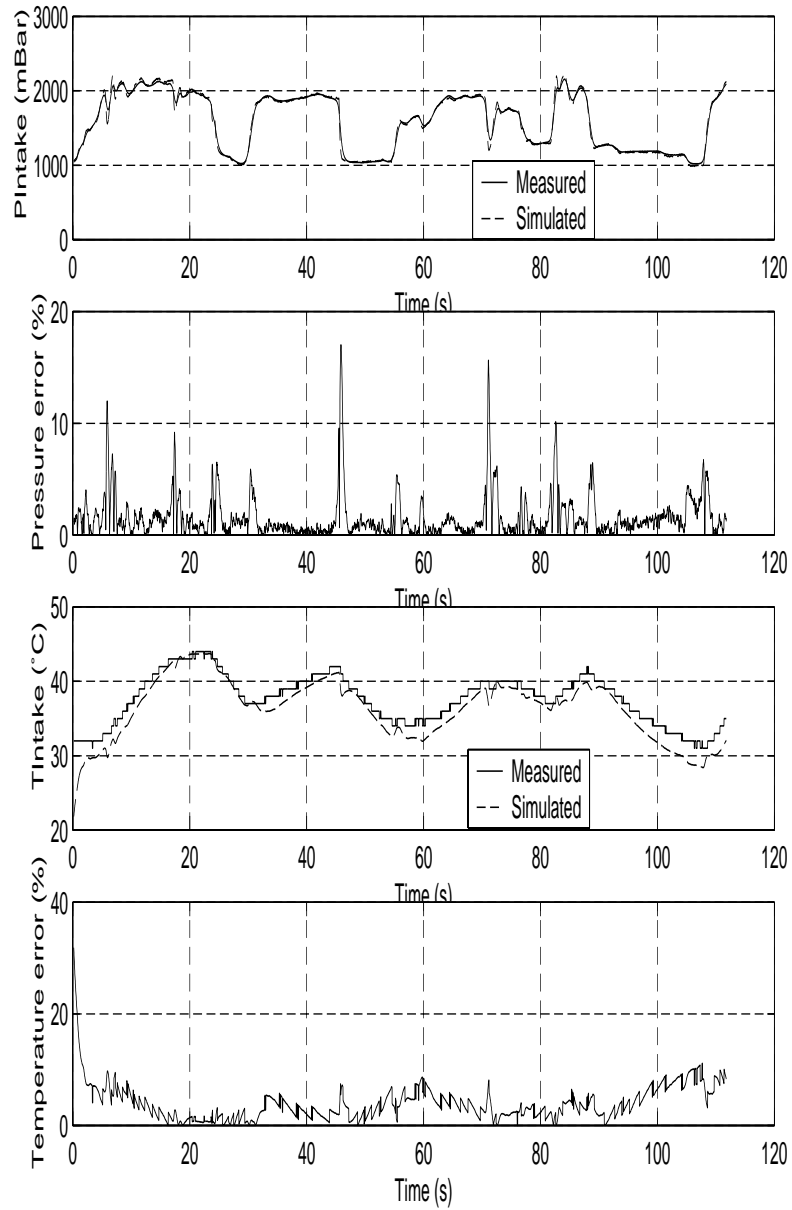 PIntake (mBar)
3000
2000
1000
0
0 20 40 60 80 100 120
Time (s)
Measured
Simulated
Pressure error (%)
20
10
0
0 20 40 60 80 100 120
Time (s)
TIntake (°C)
50
40
30
20
0 20 40 60 80 100 120
Time (s)
Measured
Simulated
Temperature error (%)
40
20
0
0 20 40 60 80 100 120
Time (s)